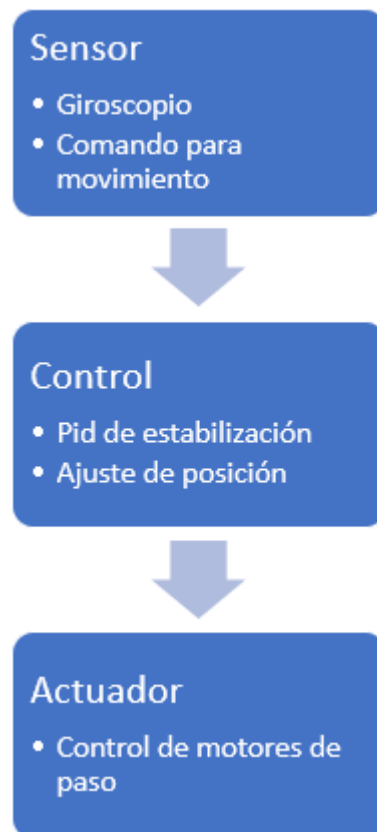 Sensor
• Giroscopio
• Comando para
movimiento
Control
• Pid de estabilización
• Ajuste de posición
Actuador
• Control de motores de
paso